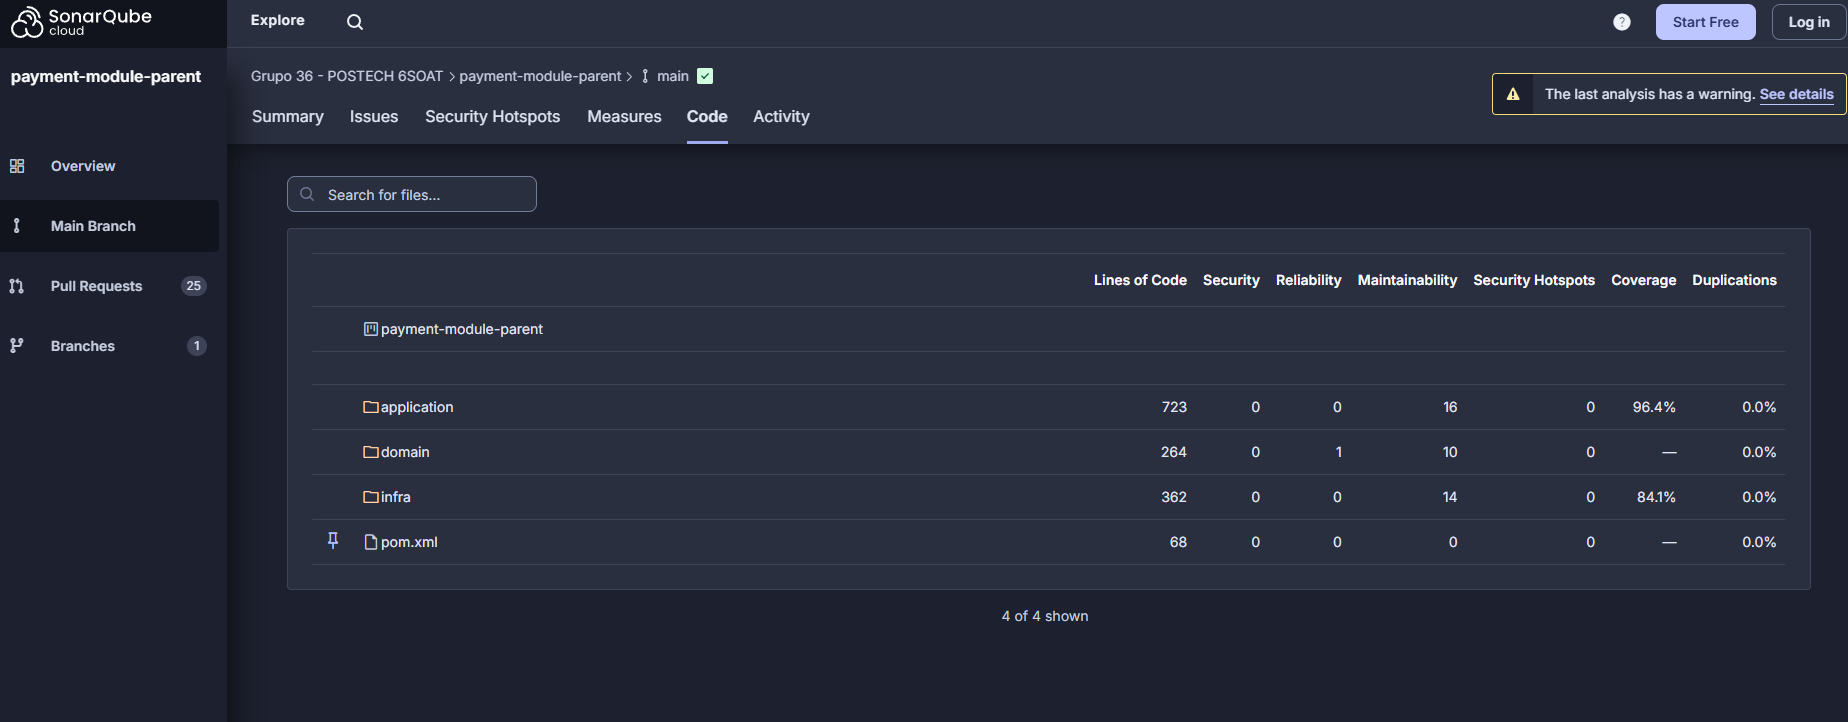 SonarQube
cloud
Explore
?
Start Free
Log in
payment-module-parent
Grupo 36 - POSTECH 6SOAT > payment-module-parent > main
The last analysis has a warning. See details
Summary Issues Security Hotspots Measures Code Activity
Overview
Main Branch
Pull Requests 25
Branches 1
Search for files...
Lines of Code Security Reliability Maintainability Security Hotspots Coverage Duplications
payment-module-parent
application 723 0 0 16 0 96.4% 0.0%
domain 264 0 1 10 0 — 0.0%
infra 362 0 0 14 0 84.1% 0.0%
pom.xml 68 0 0 0 0 — 0.0%
4 of 4 shown